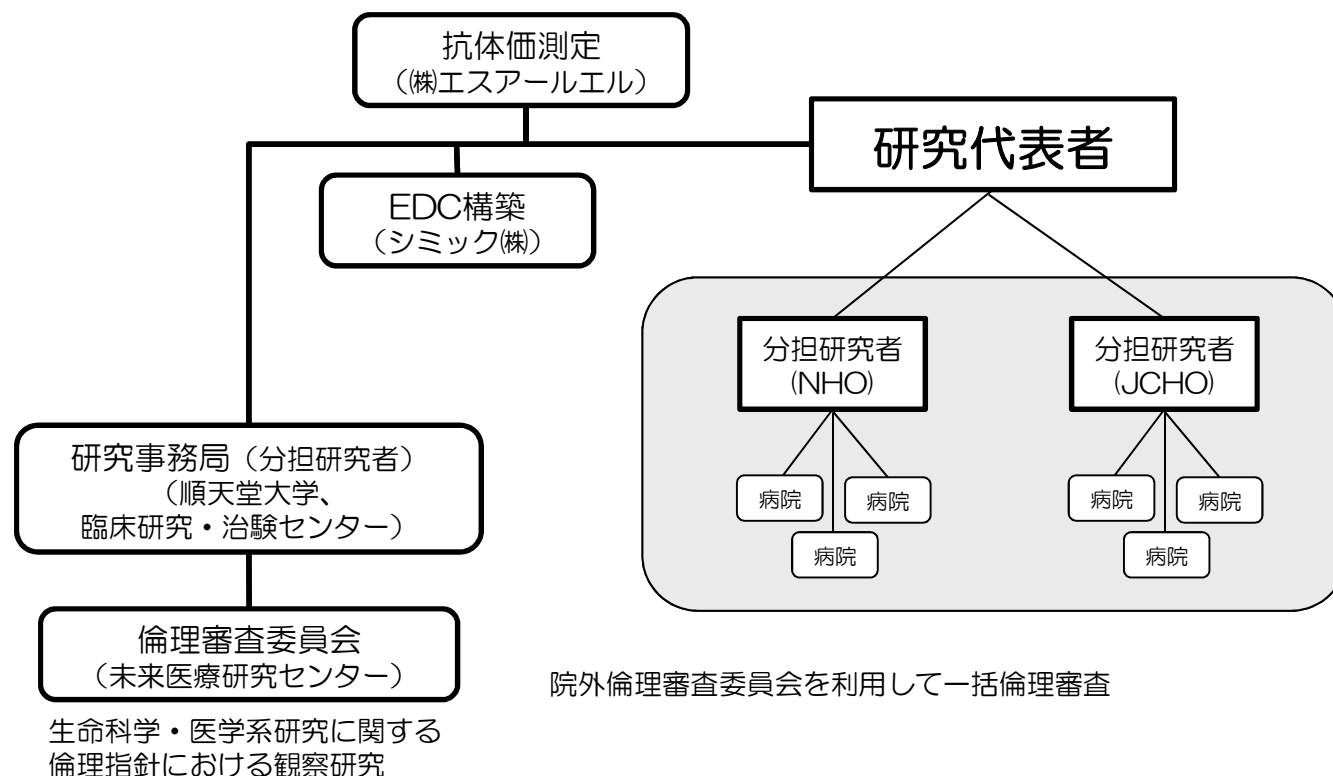 抗体価測定
（㈱エスアールエル）
研究代表者
EDC構築
（シミック㈱）
分担研究者
(NHO)
分担研究者
(JCHO)
病院
病院
病院
病院
病院
病院
研究事務局（分担研究者）
（順天堂大学、
臨床研究・治験センター）
倫理審査委員会
（未来医療研究センター）
院外倫理審査委員会を利用して一括倫理審査
生命科学・医学系研究に関する
倫理指針における観察研究